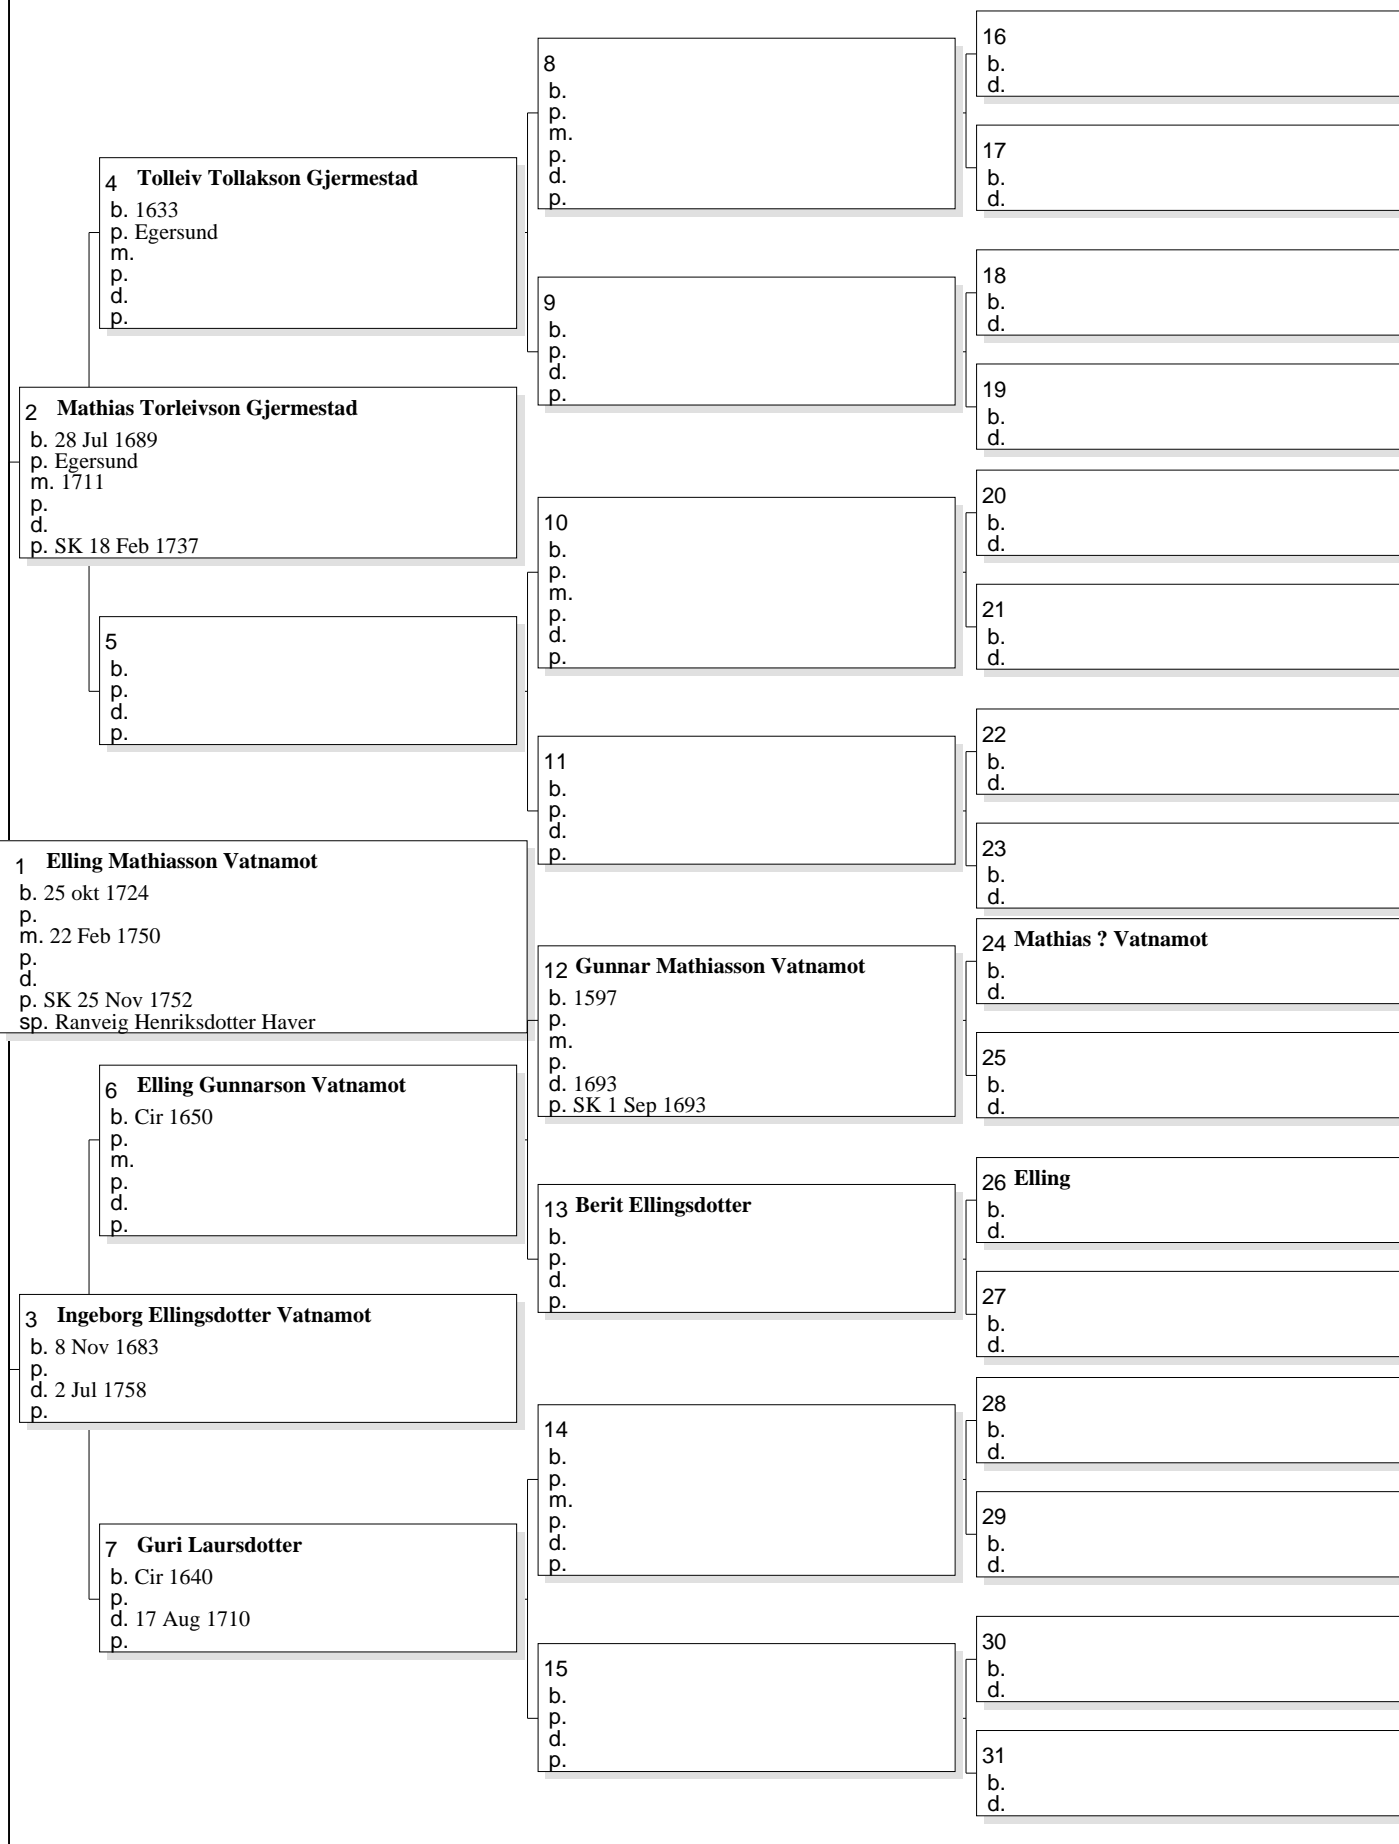 16
b.
d.
8
b.
p.
m.
p.
d.
p.
17
b.
d.
4 Tolleiv Tollakson Gjermestad
b. 1633
p. Egersund
m.
p.
d.
p.
18
b.
d.
9
b.
p.
d.
p.
19
b.
d.
2 Mathias Torleivson Gjermestad
b. 28 Jul 1689
p. Egersund
m. 1711
p.
d.
p. SK 18 Feb 1737
20
b.
d.
10
b.
p.
m.
p.
d.
p.
21
b.
d.
5
b.
p.
d.
p.
22
b.
d.
11
b.
p.
d.
p.
23
b.
d.
1 Elling Mathiasson Vatnamot
b. 25 okt 1724
p.
m. 22 Feb 1750
p.
d.
p. SK 25 Nov 1752
sp. Ranveig Henriksdotter Haver
24 Mathias ? Vatnamot
b.
d.
12 Gunnar Mathiasson Vatnamot
b. 1597
p.
m.
p.
d. 1693
p. SK 1 Sep 1693
25
b.
d.
6 Elling Gunnarson Vatnamot
b. Cir 1650
p.
m.
p.
d.
p.
26 Elling
b.
d.
13 Berit Ellingsdotter
b.
p.
d.
p.
27
b.
d.
3 Ingeborg Ellingsdotter Vatnamot
b. 8 Nov 1683
p.
d. 2 Jul 1758
p.
28
b.
d.
14
b.
p.
m.
p.
d.
p.
29
b.
d.
7 Guri Laursdotter
b. Cir 1640
p.
d. 17 Aug 1710
p.
30
b.
d.
15
b.
p.
d.
p.
31
b.
d.